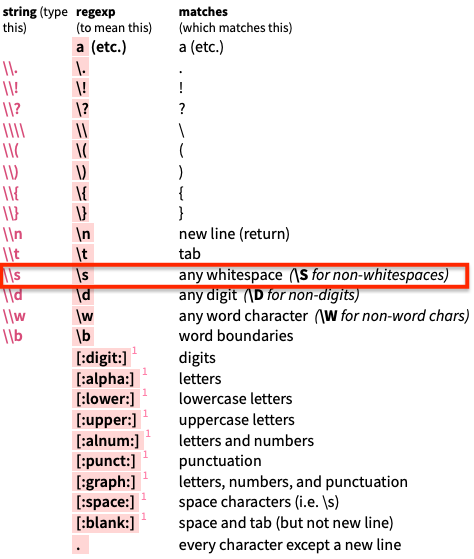 string (type this) regexp (to mean this) matches (which matches this)
a (etc.) a (etc.)
\\. \. .
\\! \! !
\\? \? ?
\\\\ \\ \
\\( \( (
\\) \) )
\\{ \{ {
\\} \} }
\\n \n new line (return)
\\t \t tab
\\s \s any whitespace (\S for non-whitespaces)
\\d \d any digit (\D for non-digits)
\\w \w any word character (\W for non-word chars)
\\b \b word boundaries
[:digit:] 1 digits
[:alpha:] 1 letters
[:lower:] 1 lowercase letters
[:upper:] 1 uppercase letters
[:alnum:] 1 letters and numbers
[:punct:] 1 punctuation
[:graph:] 1 letters, numbers, and punctuation
[:space:] 1 space characters (i.e. \s)
[:blank:] 1 space and tab (but not new line)
. every character except a new line